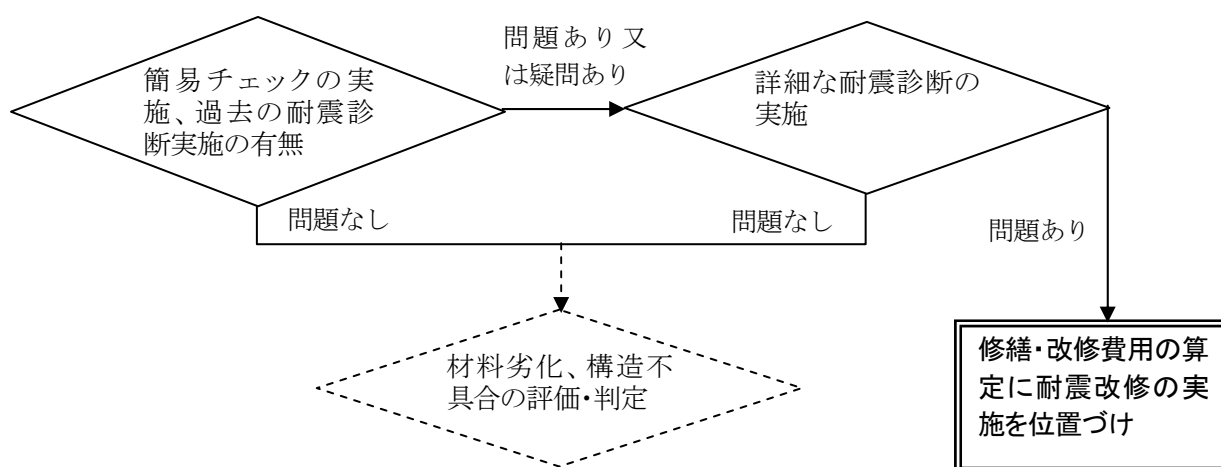 簡易チェックの実
施、過去の耐震診
断実施の有無
問題あり又
は疑問あり
詳細な耐震診断の
実施
問題なし
問題なし
問題あり
材料劣化、構造不
具合の評価・判定
修繕・改修費用の算
定に耐震改修の実
施を位置づけ